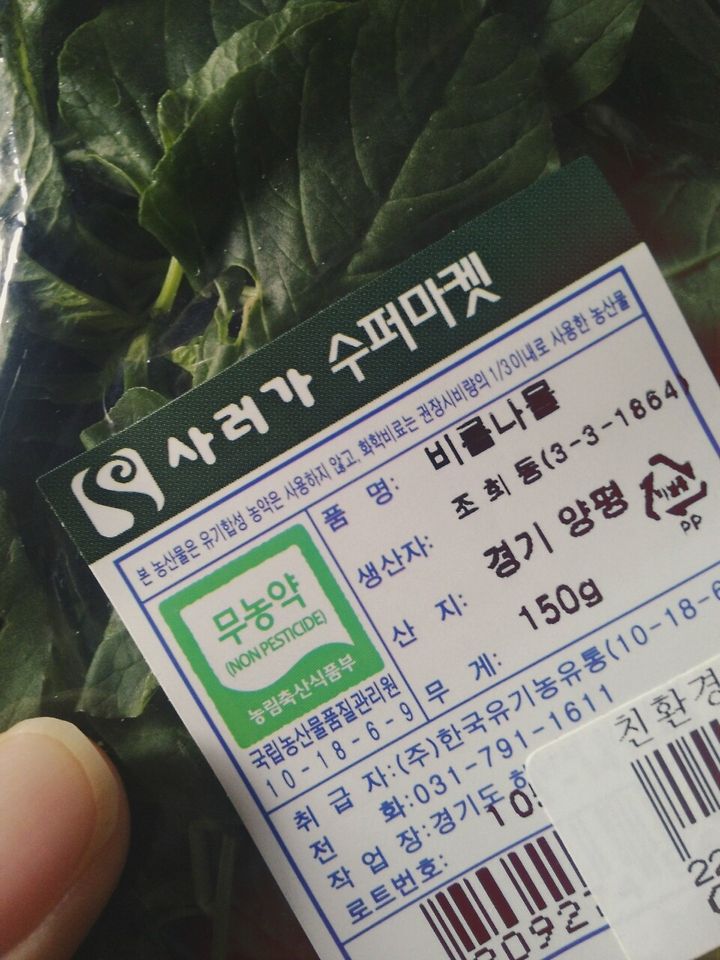 사러가 수퍼마켓
본 농산물은 유기합성 농약은 사용하지 않고, 화학비료는 권장시비량의 1/3이내로 사용한 농산물
무농약
(NON PESTICIDE)
농림축산식품부
국립농산물품질관리원
10-18-6-9
품 명: 비름나물
생산자: 조희동(3-3-1864)
산 지: 경기 양평
무 게: 150g
PP
취 급 자:(주)한국유기농유통(10-18-6
전 화:031-791-1611
작 업 장:경기도
로트번호:
친환경